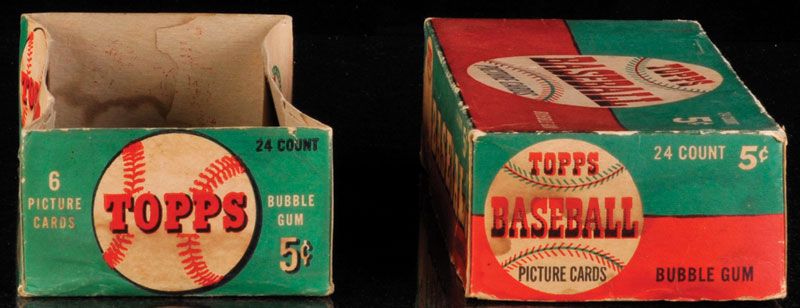 24 COUNT
6
PICTURE
CARDS
TOPPS
BUBBLE
GUM
5¢
TOPPS
BASEBALL
PICTURE CARDS
5¢
24 COUNT 5¢
TOPPS
BASEBALL
PICTURE CARDS
BUBBLE GUM